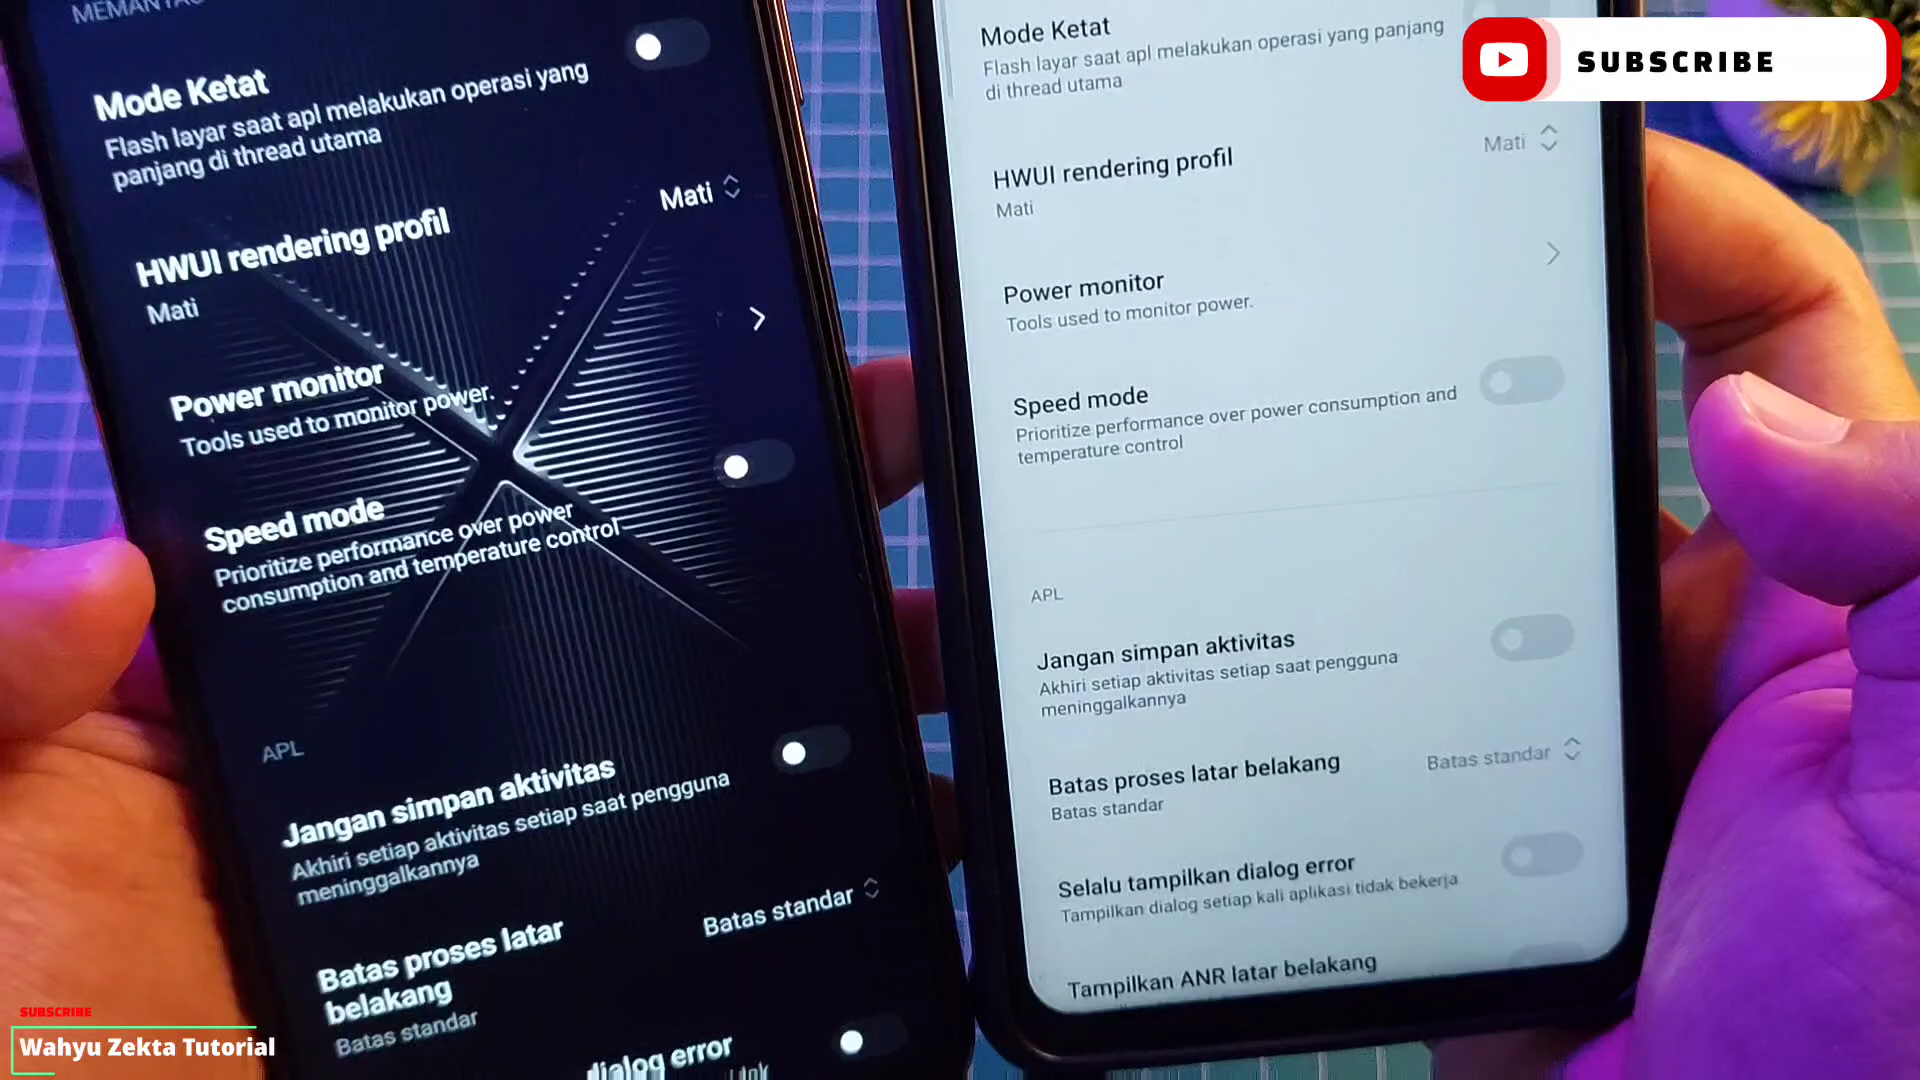 Mode Ketat
Flash layar saat apl melakukan operasi yang
panjang di thread utama
HWUI rendering profil
Mati
Mati
Power monitor
Tools used to monitor power.
Speed mode
Prioritize performance over power
consumption and temperature control
APL
Jangan simpan aktivitas
Akhiri setiap aktivitas setiap saat pengguna
meninggalkannya
Batas proses latar
belakang
Batas standar
Batas standar
dialog error
Mode Ketat
Flash layar saat apl melakukan operasi yang panjang
di thread utama
HWUI rendering profil
Mati
Mati
Power monitor
Tools used to monitor power.
Speed mode
Prioritize performance over power consumption and
temperature control
APL
Jangan simpan aktivitas
Akhiri setiap aktivitas setiap saat pengguna
meninggalkannya
Batas proses latar belakang
Batas standar
Batas standar
Selalu tampilkan dialog error
Tampilkan dialog setiap kali aplikasi tidak bekerja
Tampilkan ANR latar belakang
SUBSCRIBE
SUBSCRIBE
Wahyu Zekta Tutorial